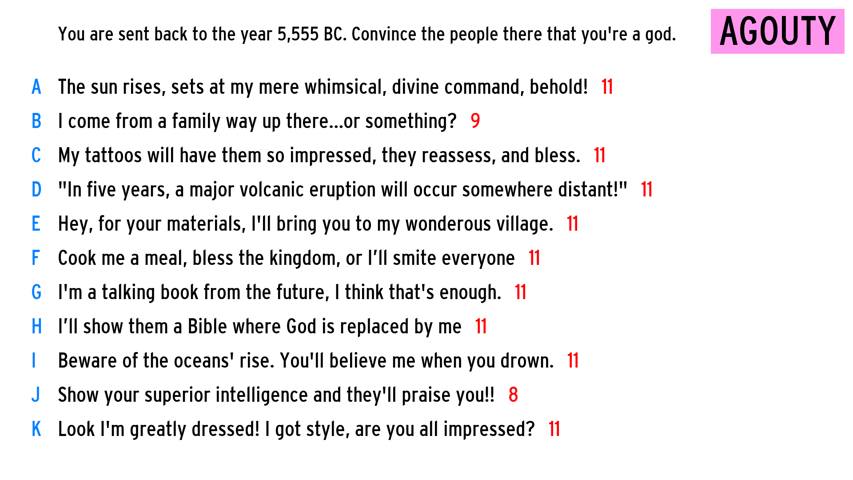 You are sent back to the year 5,555 BC. Convince the people there that you're a god.
AGOUTY
A The sun rises, sets at my mere whimsical, divine command, behold! 11
B I come from a family way up there...or something? 9
C My tattoos will have them so impressed, they reassess, and bless. 11
D "In five years, a major volcanic eruption will occur somewhere distant!" 11
E Hey, for your materials, I'll bring you to my wonderous village. 11
F Cook me a meal, bless the kingdom, or I’ll smite everyone 11
G I'm a talking book from the future, I think that's enough. 11
H I’ll show them a Bible where God is replaced by me 11
I Beware of the oceans' rise. You'll believe me when you drown. 11
J Show your superior intelligence and they'll praise you!! 8
K Look I'm greatly dressed! I got style, are you all impressed? 11